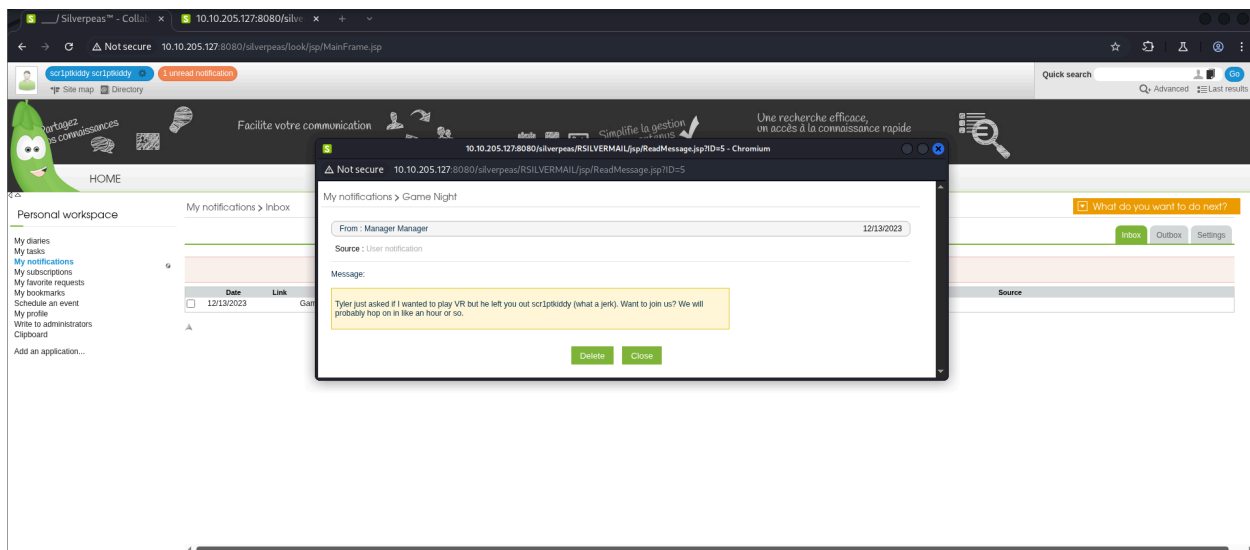 ___/ Silverpeas™ - Collab
10.10.205.127:8080/silve
Not secure 10.10.205.127:8080/silverpeas/look/jsp/MainFrame.jsp
scr1ptkiddy scr1ptkiddy
1 unread notification
Quick search
Go
Site map Directory
Advanced Last results
Partagez
vos connaissances
Facilite votre communication
Simplifie la gestion
Une recherche efficace,
un accès à la connaissance rapide
10.10.205.127:8080/silverpeas/RSILVERMAIL/jsp/ReadMessage.jsp?ID=5 - Chromium
Not secure 10.10.205.127:8080/silverpeas/RSILVERMAIL/jsp/ReadMessage.jsp?ID=5
HOME
Personal workspace
My notifications > Inbox
What do you want to do next?
Inbox Outbox Settings
My diaries
My tasks
My notifications
My subscriptions
My favorite requests
My bookmarks
Schedule an event
My profile
Write to administrators
Clipboard
Add an application...
Date Link Source
12/13/2023 Gam
My notifications > Game Night
From : Manager Manager 12/13/2023
Source : User notification
Message:
Tyler just asked if I wanted to play VR but he left you out scr1ptkiddy (what a jerk). Want to join us? We will
probably hop on in like an hour or so.
Delete Close